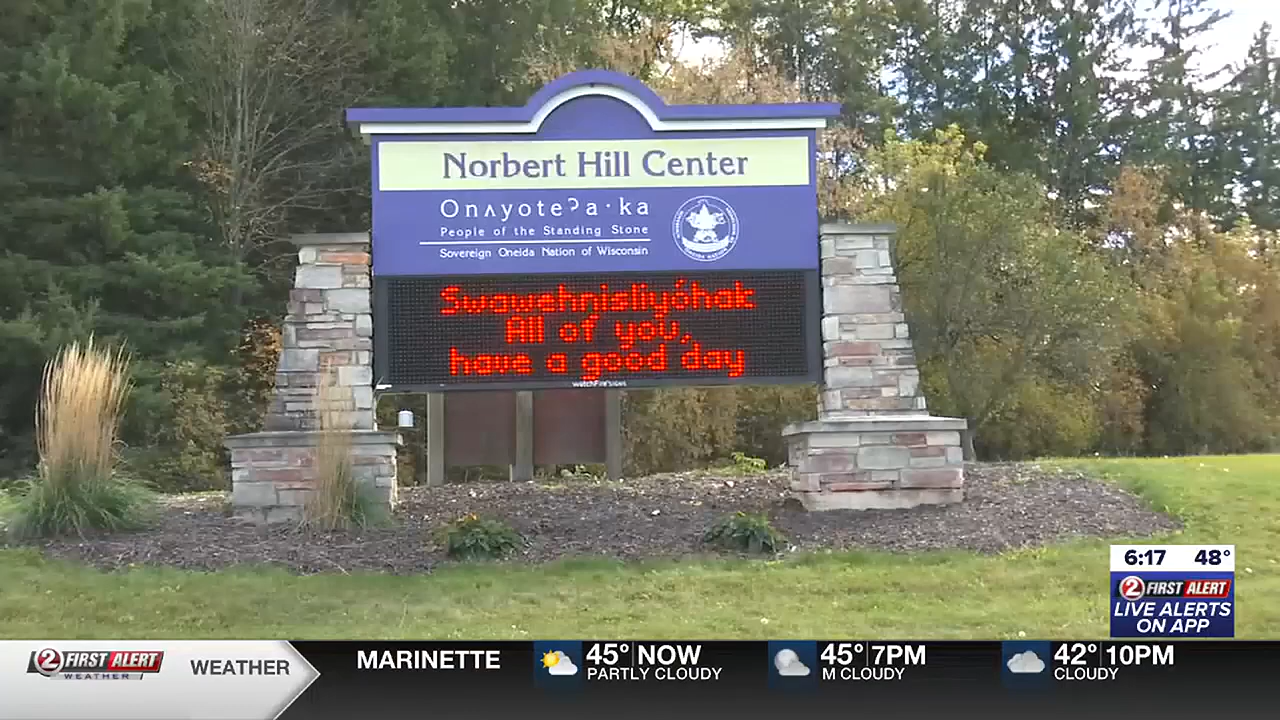 Norbert Hill Center
Onʌyoteˀa·ka
People of the Standing Stone
Sovereign Oneida Nation of Wisconsin
Swawehnisliyóhak
All of you,
have a good day
watchfire signs
6:17 48°
2 FIRST ALERT
LIVE ALERTS
ON APP
2 FIRST ALERT
WEATHER
WEATHER
MARINETTE
45° NOW
PARTLY CLOUDY
45° 7PM
M CLOUDY
42° 10PM
CLOUDY